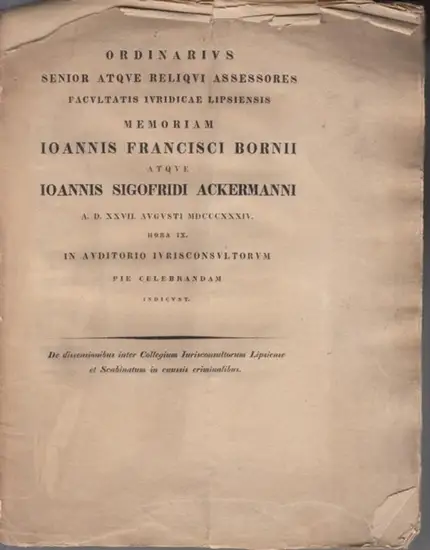 ORDINARIVS
SENIOR ATQVE RELIQVI ASSESSORES
FACVLTATIS IVRIDICAE LIPSIENSIS
MEMORIAM
IOANNIS FRANCISCI BORNII
ATQVE
IOANNIS SIGOFRIDI ACKERMANNI
A. D. XXVII. AVGVSTI MDCCCXXXIV.
HORA IX.
IN AVDITORIO IVRISCONSVLTORVM
PIE CELEBRANDAM
INDICVNT.
De dissensionibus inter Collegium Iurisconsultorum Lipsiense
et Scabinatum in caussis criminalibus.